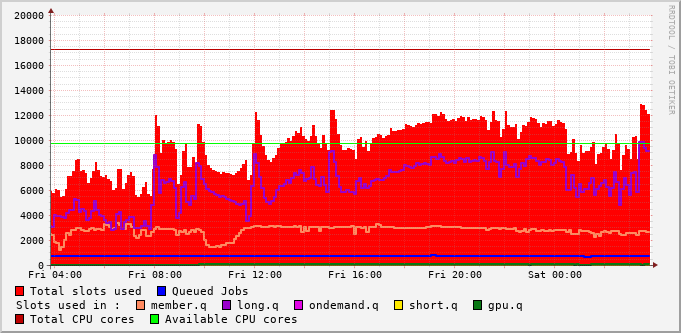 RRDTOOL / TOBI OETIKER
20000
18000
16000
14000
12000
10000
8000
6000
4000
2000
0
Fri 04:00 Fri 08:00 Fri 12:00 Fri 16:00 Fri 20:00 Sat 00:00
Total slots used Queued Jobs
Slots used in : member.q long.q ondemand.q short.q gpu.q
Total CPU cores Available CPU cores